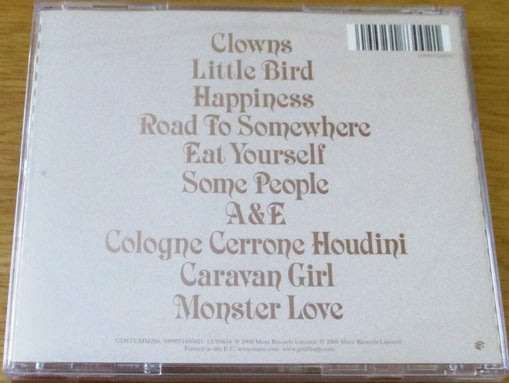 Clowns
Little Bird
Happiness
Road To Somewhere
Eat Yourself
Some People
A&E
Cologne Cerrone Houdini
Caravan Girl
Monster Love